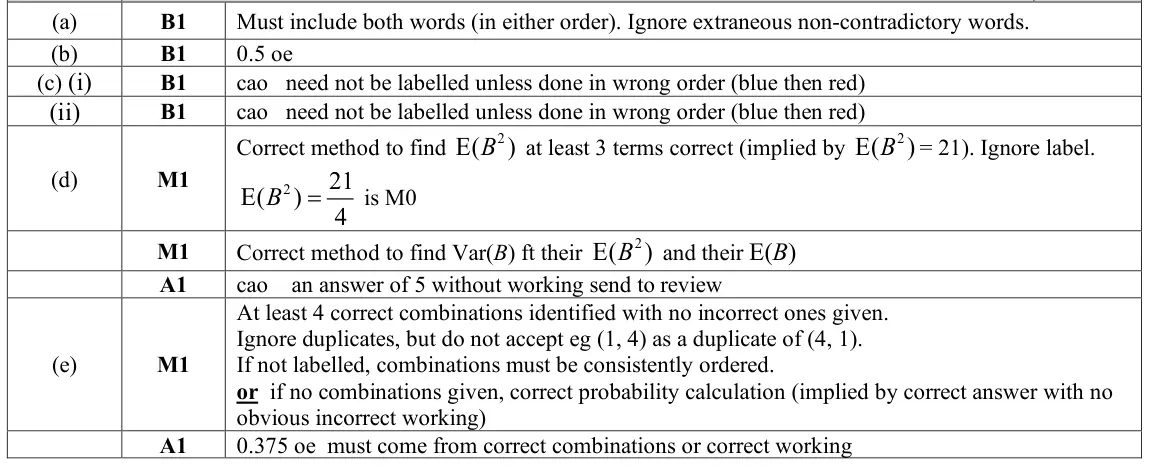 (a) B1 Must include both words (in either order). Ignore extraneous non-contradictory words.
(b) B1 0.5 oe
(c) (i) B1 cao need not be labelled unless done in wrong order (blue then red)
(ii) B1 cao need not be labelled unless done in wrong order (blue then red)
(d) M1 Correct method to find E(B²) at least 3 terms correct (implied by E(B²) = 21). Ignore label.
E(B²) = 21/4 is M0
M1 Correct method to find Var(B) ft their E(B²) and their E(B)
A1 cao an answer of 5 without working send to review
(e) M1 At least 4 correct combinations identified with no incorrect ones given.
Ignore duplicates, but do not accept eg (1, 4) as a duplicate of (4, 1).
If not labelled, combinations must be consistently ordered.
or if no combinations given, correct probability calculation (implied by correct answer with no
obvious incorrect working)
A1 0.375 oe must come from correct combinations or correct working